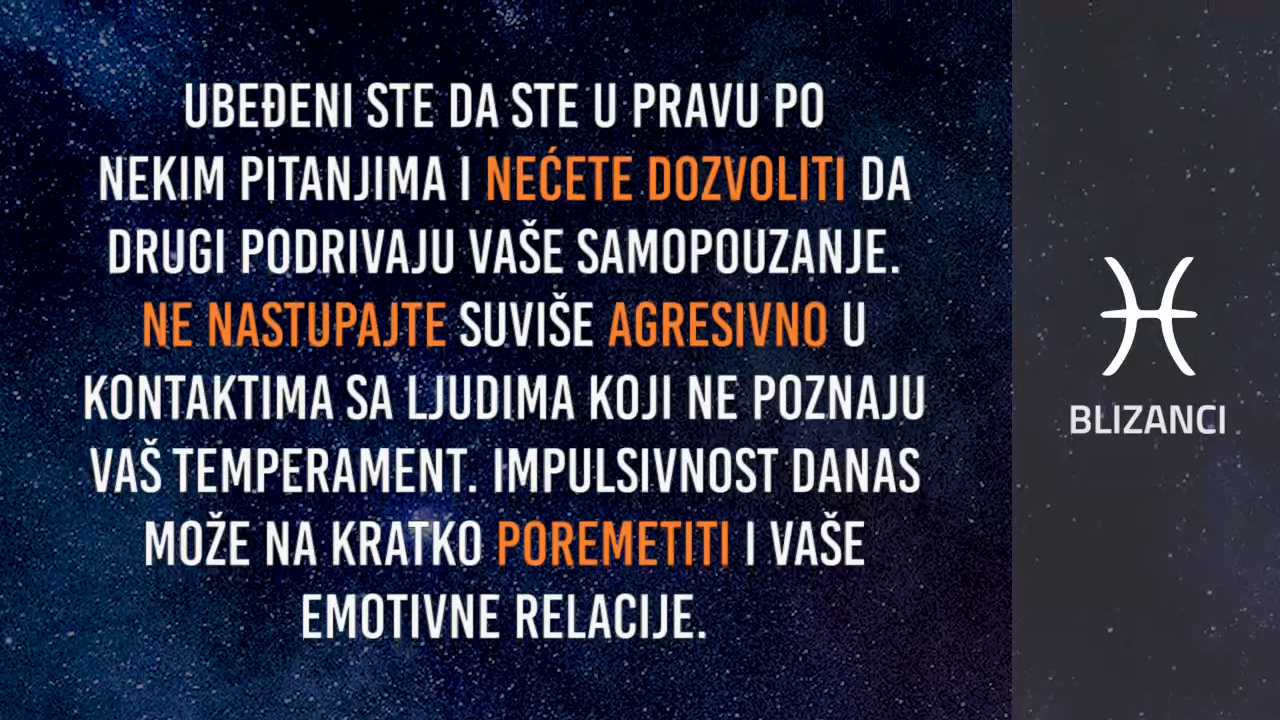 UBEĐENI STE DA STE U PRAVU PO
NEKIM PITANJIMA I NEĆETE DOZVOLITI DA
DRUGI PODRIVAJU VAŠE SAMOPOUZANJE.
NE NASTUPAJTE SUVIŠE AGRESIVNO U
KONTAKTIMA SA LJUDIMA KOJI NE POZNAJU
VAŠ TEMPERAMENT. IMPULSIVNOST DANAS
MOŽE NA KRATKO POREMETITI I VAŠE
EMOTIVNE RELACIJE.
BLIZANCI